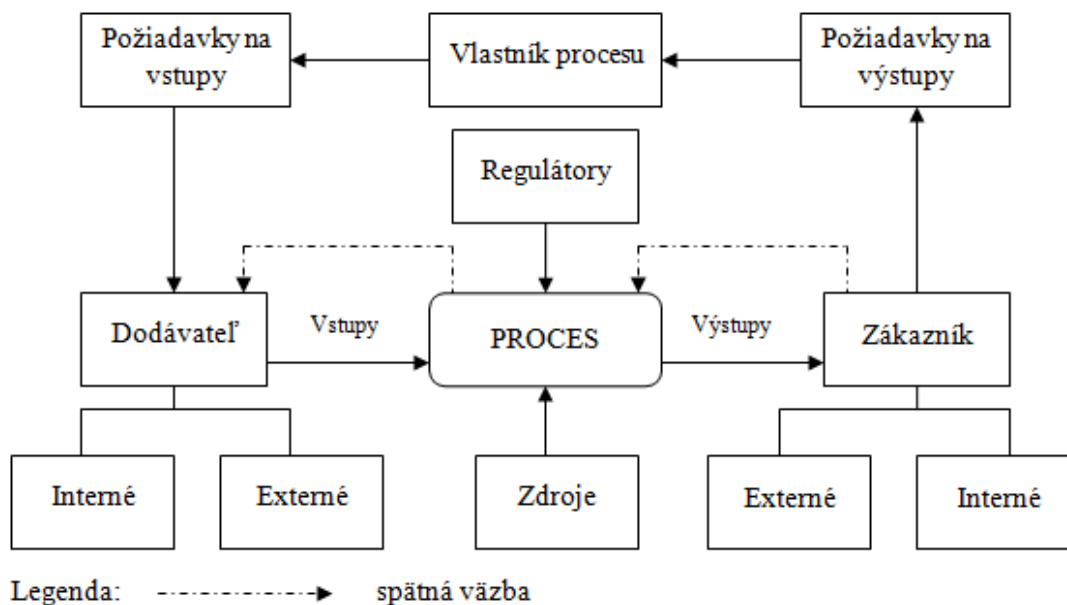 Požiadavky na
vstupy
Vlastník procesu
Požiadavky na
výstupy
Regulátory
Dodávateľ
Vstupy
PROCES
Výstupy
Zákazník
Interné
Externé
Zdroje
Externé
Interné
Legenda: spätná väzba